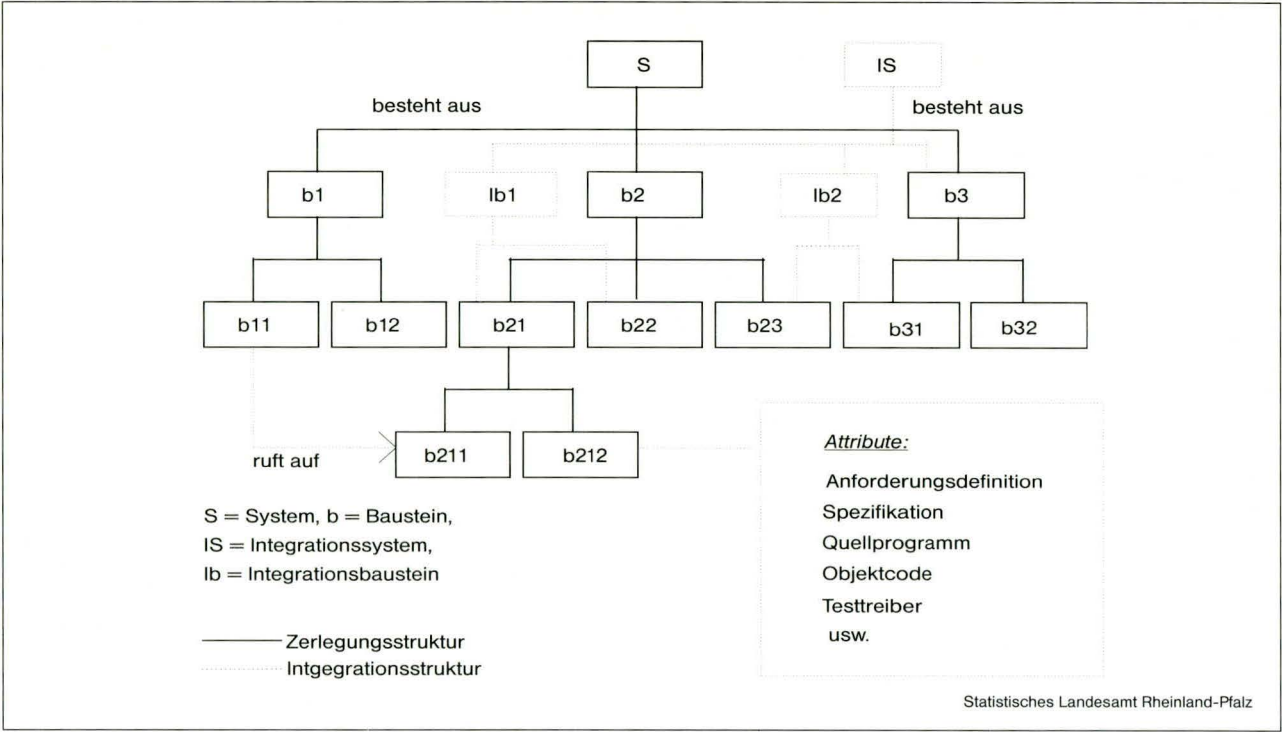 S IS
besteht aus besteht aus
b1 Ib1 b2 Ib2 b3
b11 b12 b21 b22 b23 b31 b32
ruft auf b211 b212
S = System, b = Baustein,
IS = Integrationssystem,
Ib = Integrationsbaustein
Zerlegungsstruktur
Intgegrationsstruktur
Attribute:
Anforderungsdefinition
Spezifikation
Quellprogramm
Objektcode
Testtreiber
usw.
Statistisches Landesamt Rheinland-Pfalz